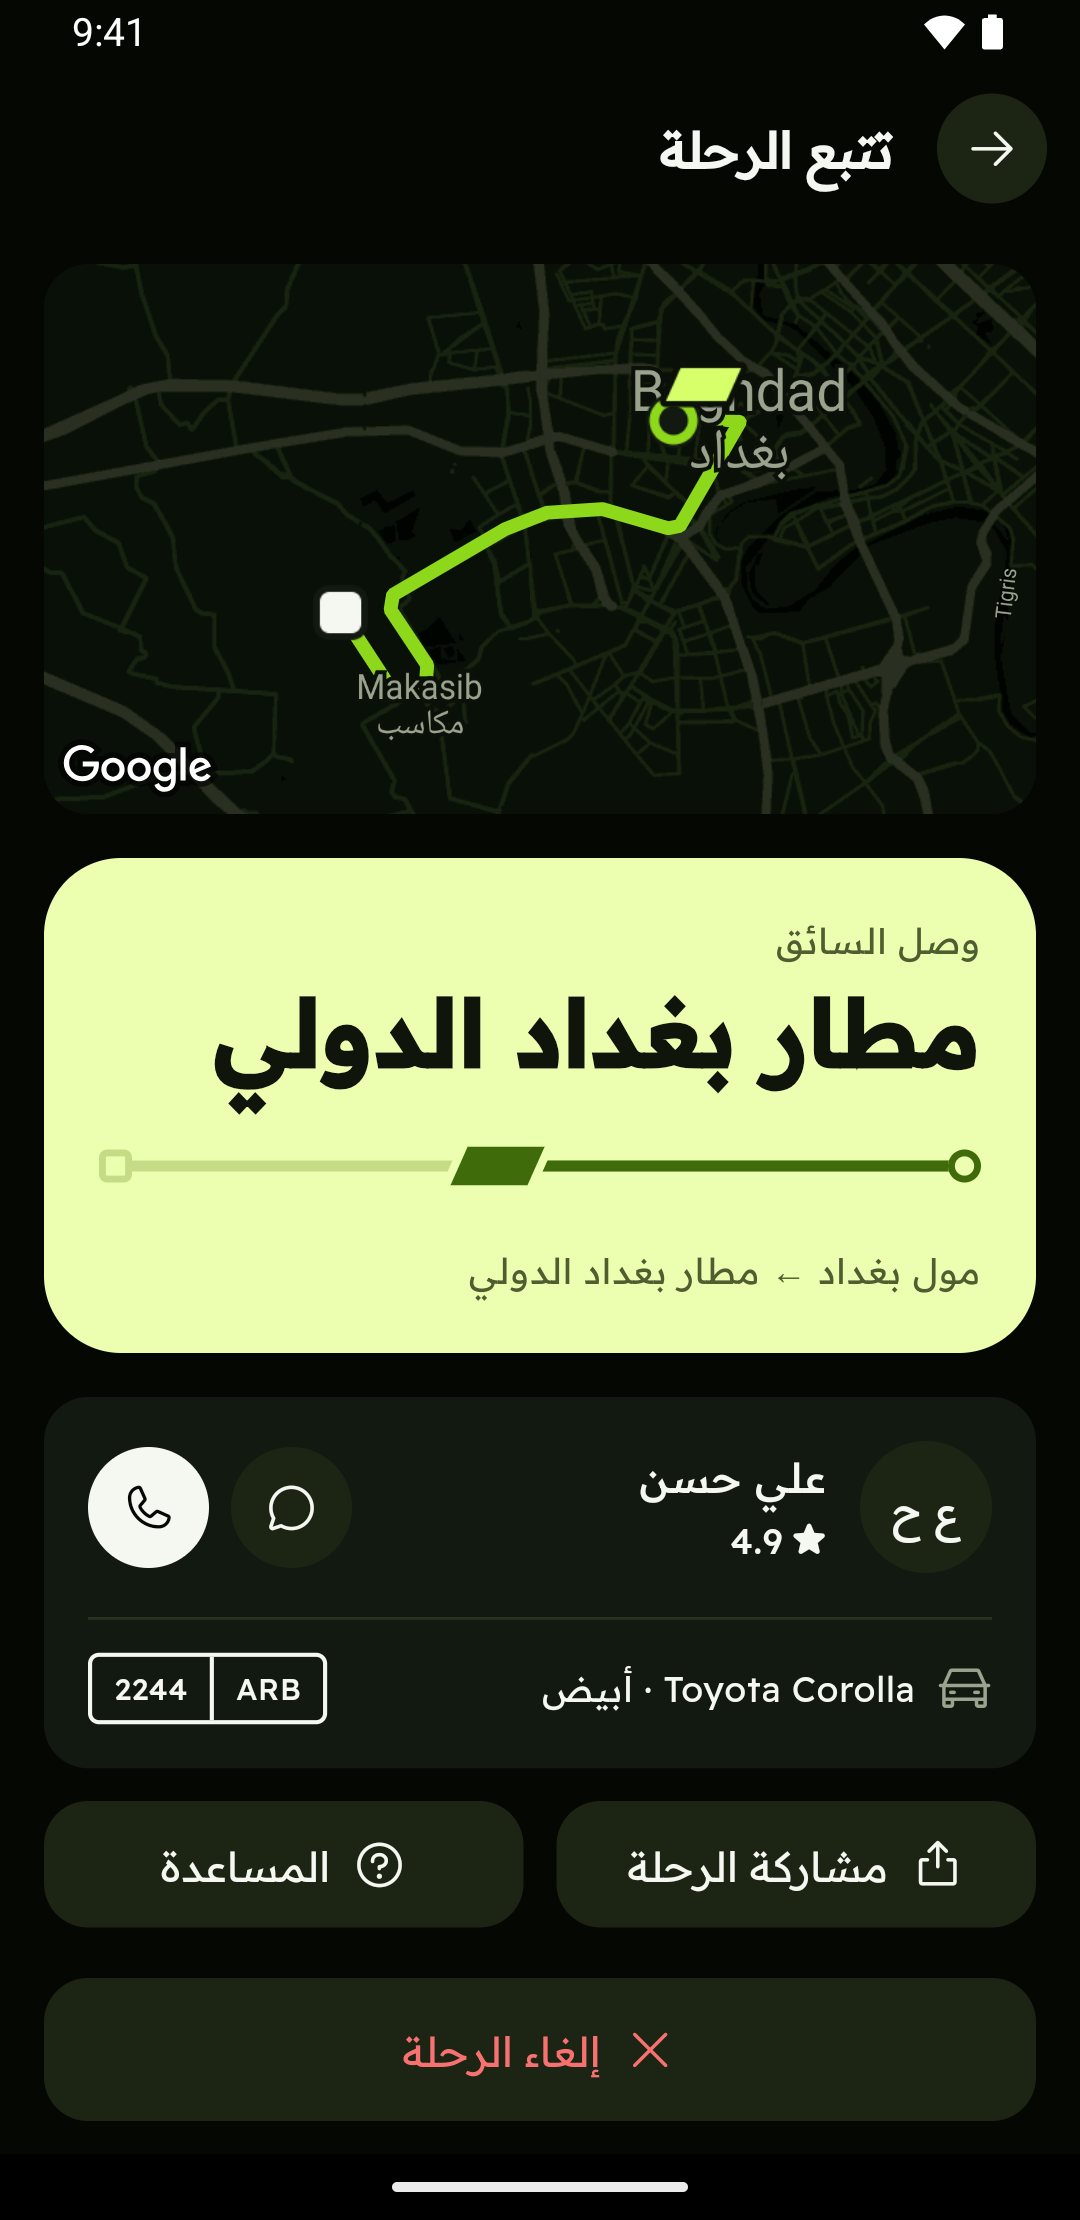 9:41
تتبع الرحلة
Baghdad
بغداد
Tigris
Makasib
مكاسب
Google
وصل السائق
مطار بغداد الدولي
مول بغداد ← مطار بغداد الدولي
ع ح
علي حسن
4.9
Toyota Corolla · أبيض
2244 ARB
مشاركة الرحلة
المساعدة
إلغاء الرحلة